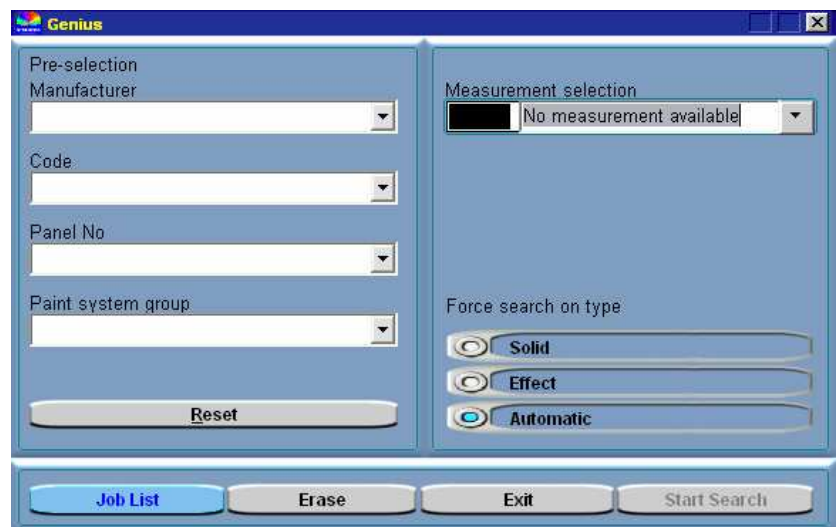 Genius
Pre-selection
Manufacturer
Code
Panel No
Paint system group
Reset
Measurement selection
No measurement available
Force search on type
Solid
Effect
Automatic
Job List
Erase
Exit
Start Search